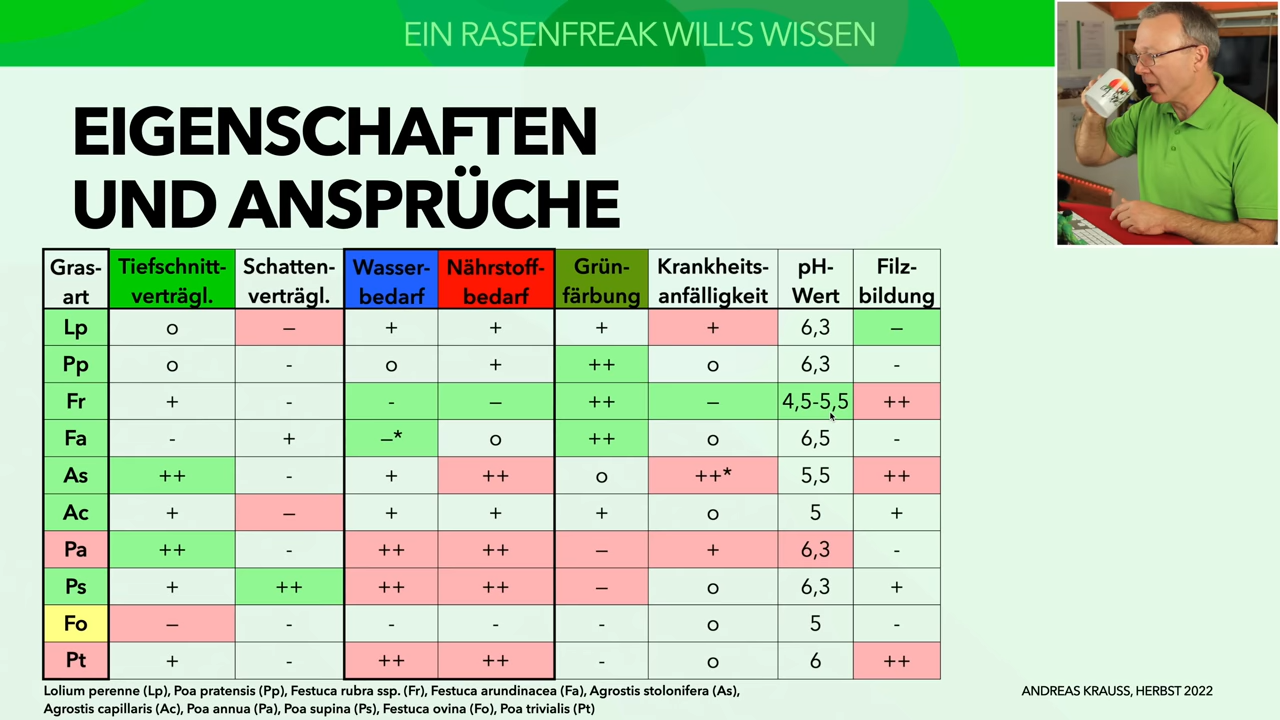 EIN RASENFREAK WILL'S WISSEN
EIGENSCHAFTEN
UND ANSPRÜCHE
Gras-art Tiefschnitt-verträgl. Schatten-verträgl. Wasser-bedarf Nährstoff-bedarf Grün-färbung Krankheits-anfälligkeit pH-Wert Filz-bildung
Lp o – + + + + 6,3 –
Pp o - o + ++ o 6,3 -
Fr + - - – ++ – 4,5-5,5 ++
Fa - + –* o ++ o 6,5 -
As ++ - + ++ o ++* 5,5 ++
Ac + – + + + o 5 +
Pa ++ - ++ ++ – + 6,3 -
Ps + ++ ++ ++ – o 6,3 +
Fo – - - - - o 5 -
Pt + - ++ ++ - o 6 ++
Lolium perenne (Lp), Poa pratensis (Pp), Festuca rubra ssp. (Fr), Festuca arundinacea (Fa), Agrostis stolonifera (As),
Agrostis capillaris (Ac), Poa annua (Pa), Poa supina (Ps), Festuca ovina (Fo), Poa trivialis (Pt)
ANDREAS KRAUSS, HERBST 2022